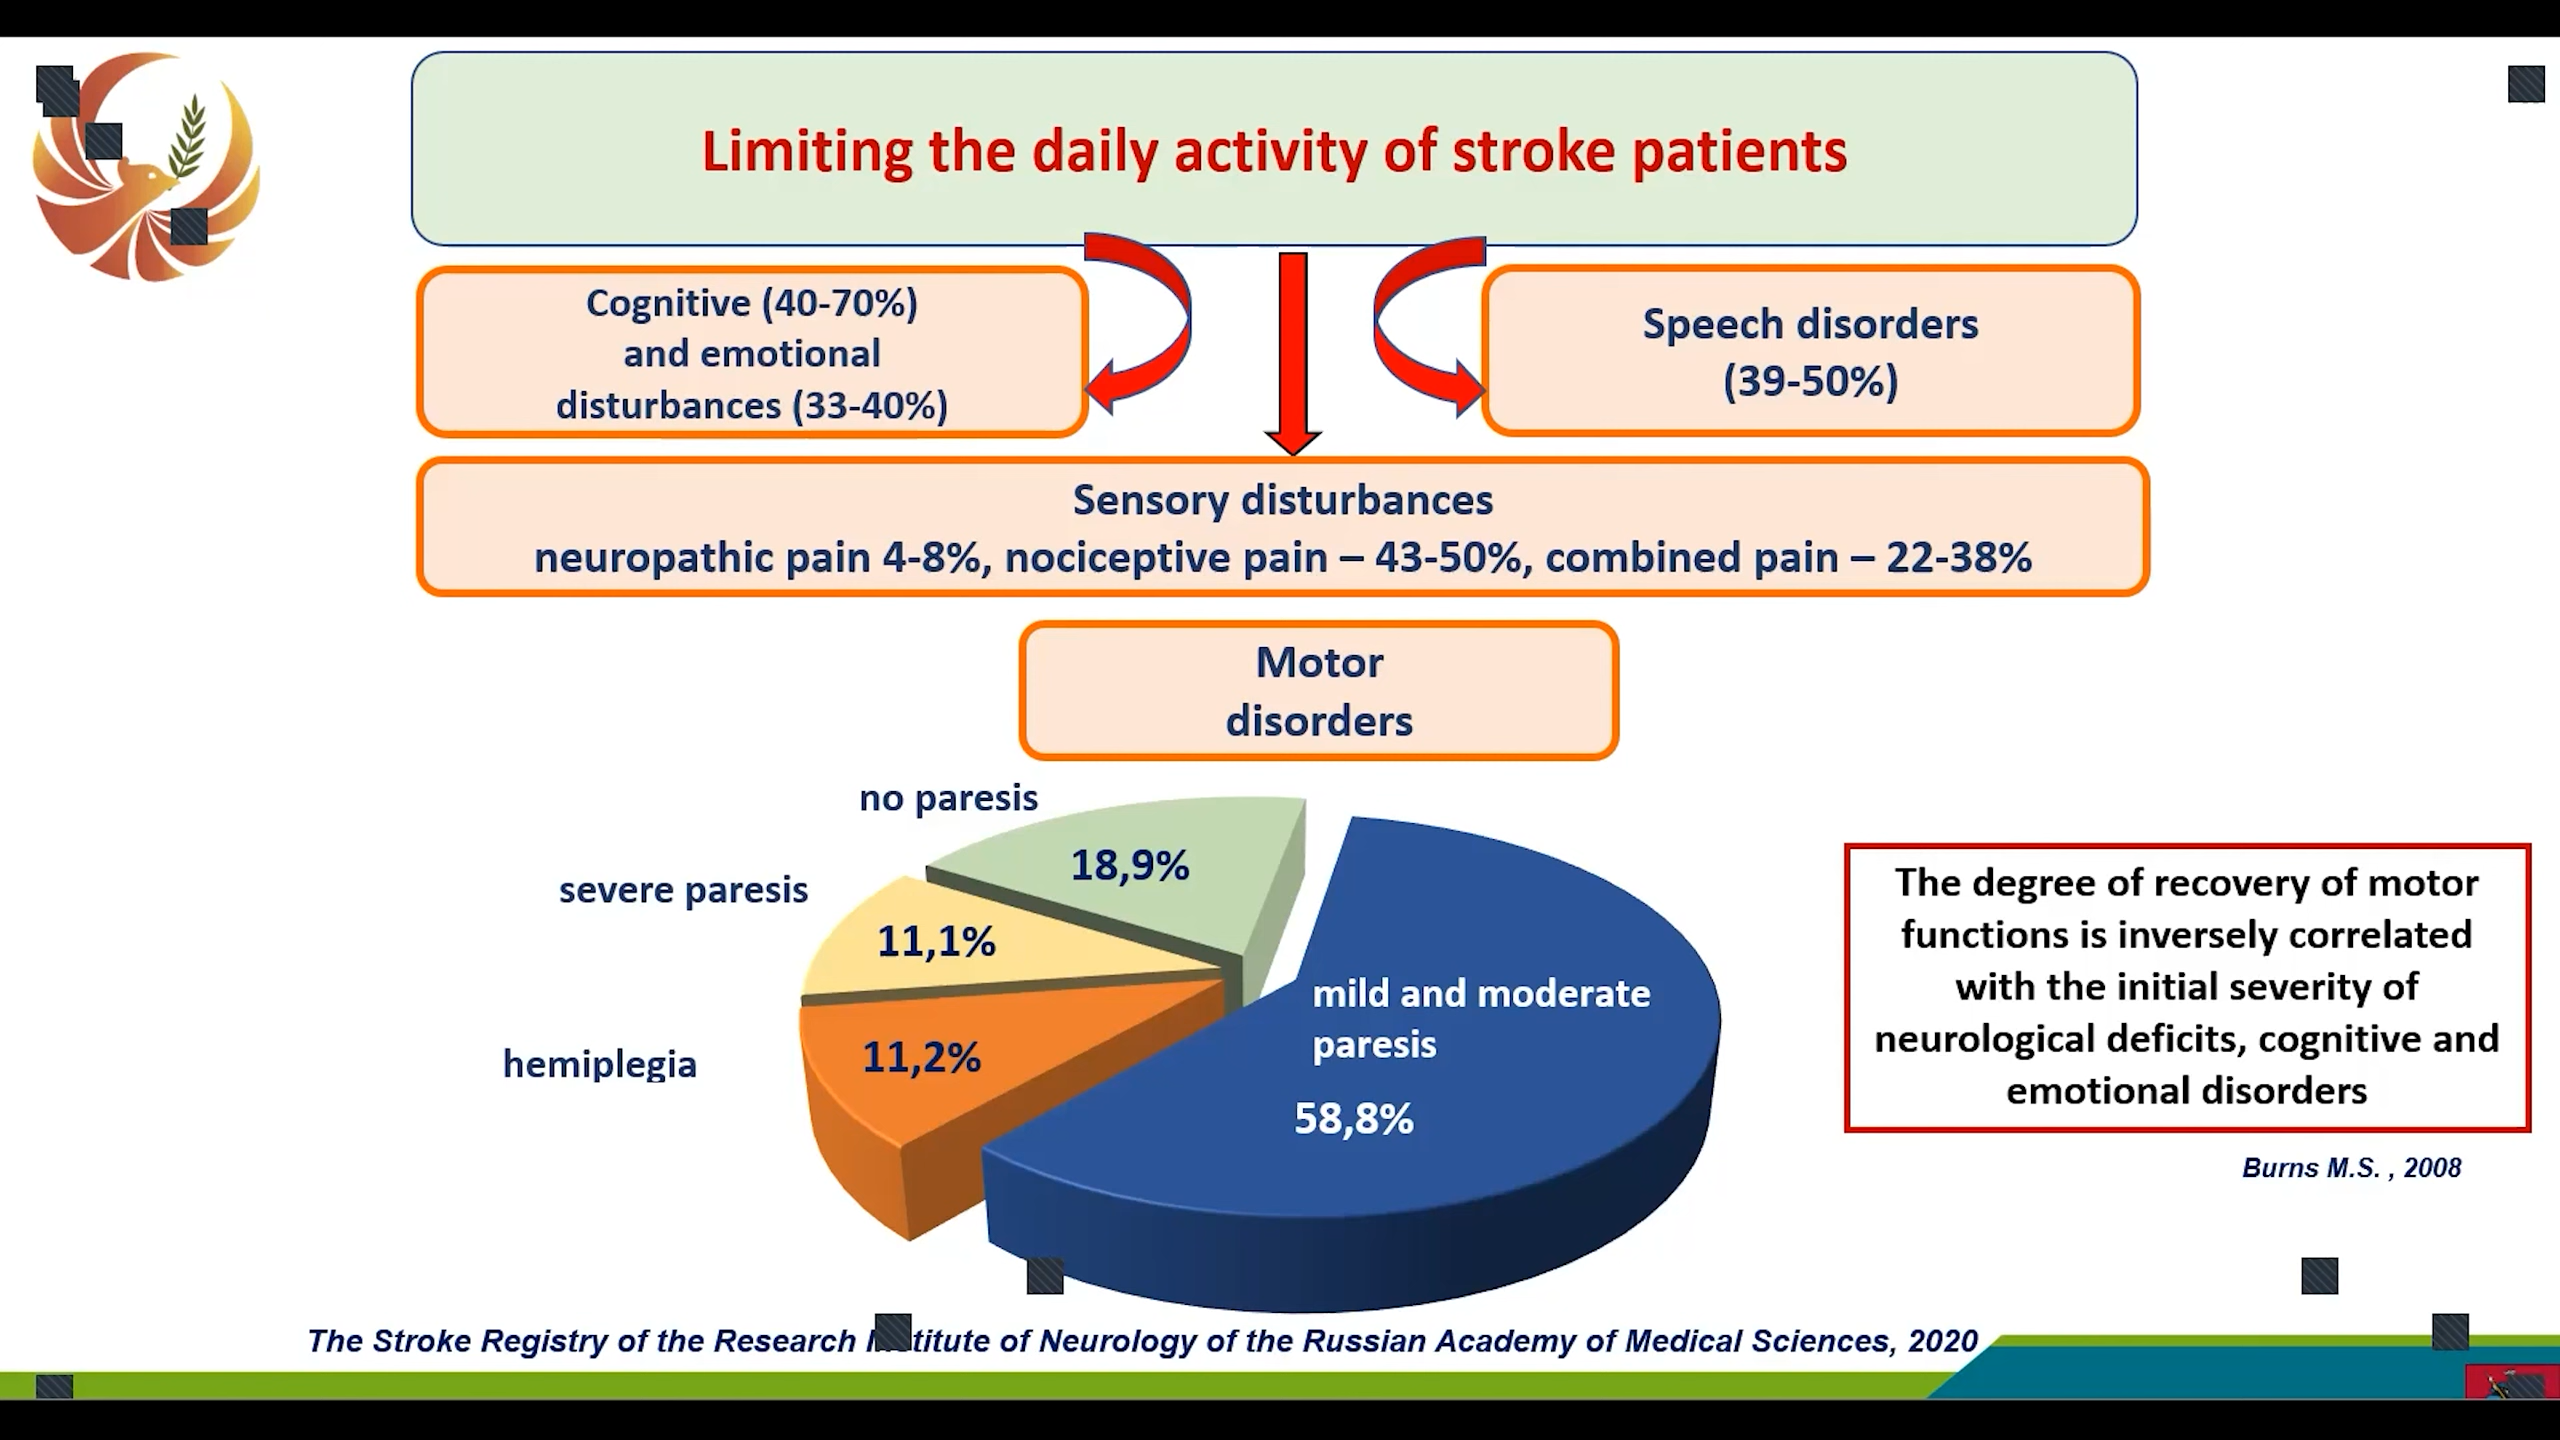 Limiting the daily activity of stroke patients
Cognitive (40-70%)
and emotional
disturbances (33-40%)
Speech disorders
(39-50%)
Sensory disturbances
neuropathic pain 4-8%, nociceptive pain – 43-50%, combined pain – 22-38%
Motor
disorders
no paresis
18,9%
severe paresis
11,1%
hemiplegia
11,2%
mild and moderate
paresis
58,8%
The degree of recovery of motor
functions is inversely correlated
with the initial severity of
neurological deficits, cognitive and
emotional disorders
Burns M.S. , 2008
The Stroke Registry of the Research of Neurology of the Russian Academy of Medical Sciences, 2020